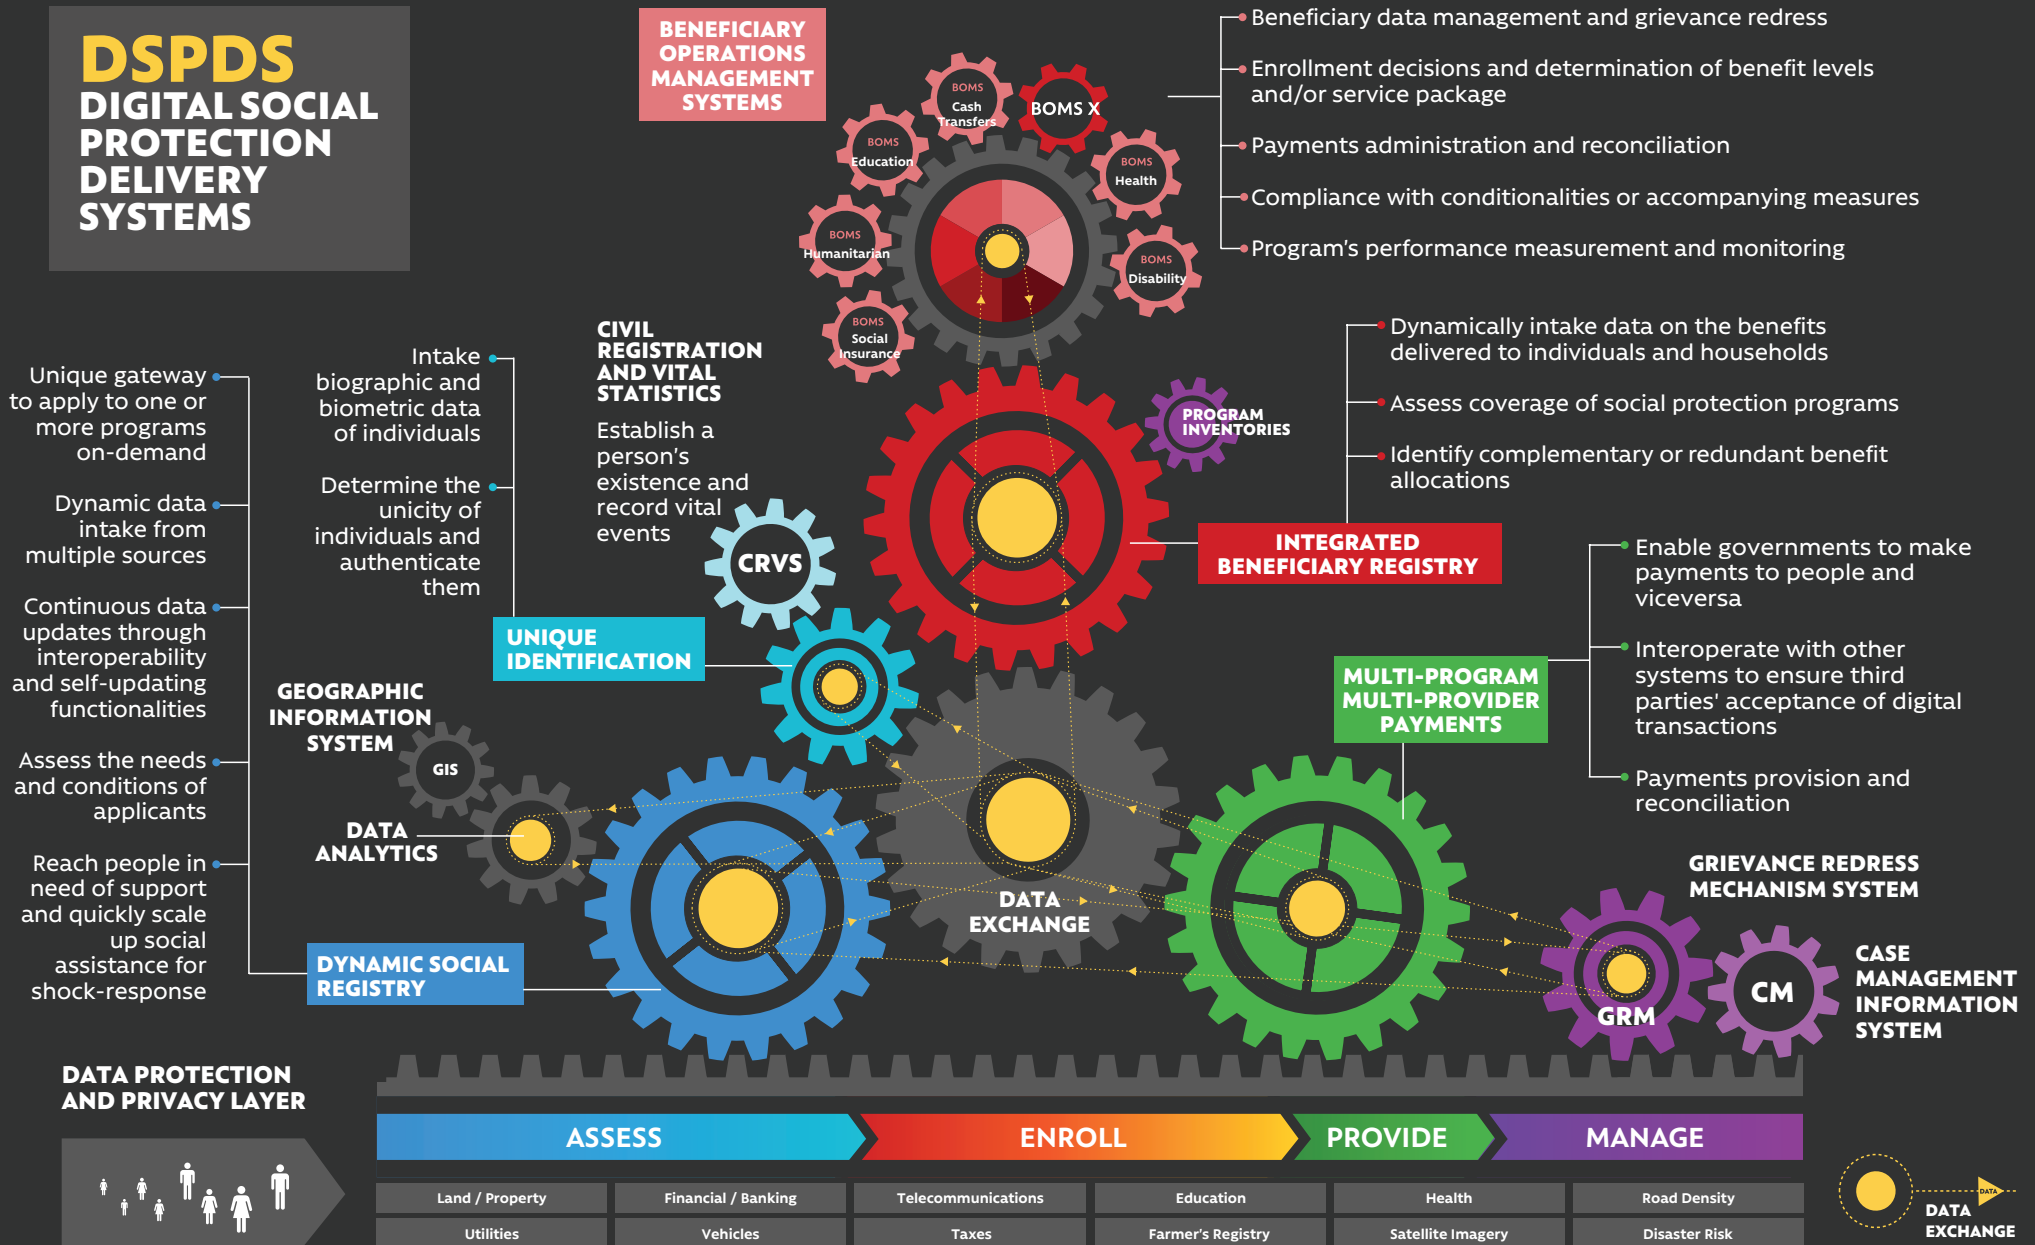 DSPDS
DIGITAL SOCIAL
PROTECTION
DELIVERY
SYSTEMS
BENEFICIARY
OPERATIONS
MANAGEMENT
SYSTEMS
BOMS
Cash
Transfers
BOMS X
BOMS
Education
BOMS
Health
BOMS
Humanitarian
BOMS
Disability
BOMS
Social
Insurance
Beneficiary data management and grievance redress
Enrollment decisions and determination of benefit levels
and/or service package
Payments administration and reconciliation
Compliance with conditionalities or accompanying measures
Program's performance measurement and monitoring
Unique gateway
to apply to one or
more programs
on-demand
Dynamic data
intake from
multiple sources
Continuous data
updates through
interoperability
and self-updating
functionalities
Assess the needs
and conditions of
applicants
Reach people in
need of support
and quickly scale
up social
assistance for
shock-response
DYNAMIC SOCIAL
REGISTRY
Intake
biographic and
biometric data
of individuals
Determine the
unicity of
individuals and
authenticate
them
UNIQUE
IDENTIFICATION
CIVIL
REGISTRATION
AND VITAL
STATISTICS
Establish a
person's
existence and
record vital
events
CRVS
PROGRAM
INVENTORIES
Dynamically intake data on the benefits
delivered to individuals and households
Assess coverage of social protection programs
Identify complementary or redundant benefit
allocations
INTEGRATED
BENEFICIARY REGISTRY
Enable governments to make
payments to people and
viceversa
Interoperate with other
systems to ensure third
parties' acceptance of digital
transactions
Payments provision and
reconciliation
MULTI-PROGRAM
MULTI-PROVIDER
PAYMENTS
GEOGRAPHIC
INFORMATION
SYSTEM
GIS
DATA
ANALYTICS
DATA
EXCHANGE
GRIEVANCE REDRESS
MECHANISM SYSTEM
GRM
CM
CASE
MANAGEMENT
INFORMATION
SYSTEM
DATA PROTECTION
AND PRIVACY LAYER
ASSESS
ENROLL
PROVIDE
MANAGE
Land / Property
Financial / Banking
Telecommunications
Education
Health
Road Density
Utilities
Vehicles
Taxes
Farmer's Registry
Satellite Imagery
Disaster Risk
DATA
DATA
EXCHANGE